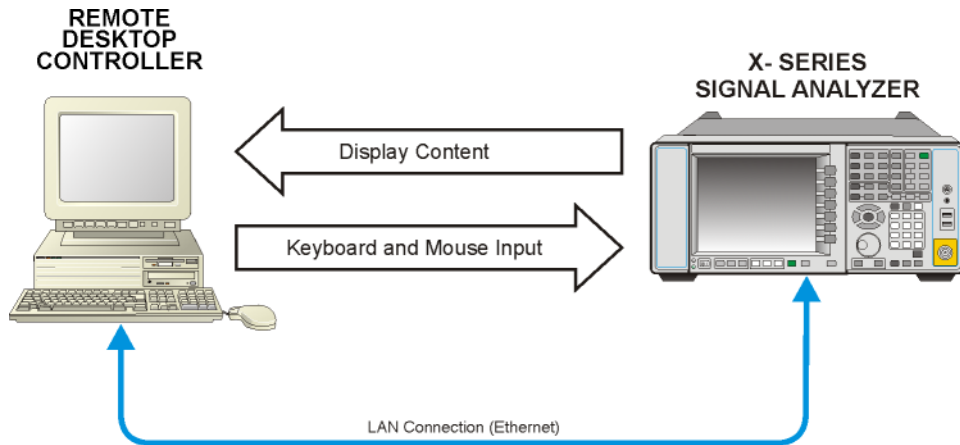 REMOTE
DESKTOP
CONTROLLER
X- SERIES
SIGNAL ANALYZER
Display Content
Keyboard and Mouse Input
LAN Connection (Ethernet)